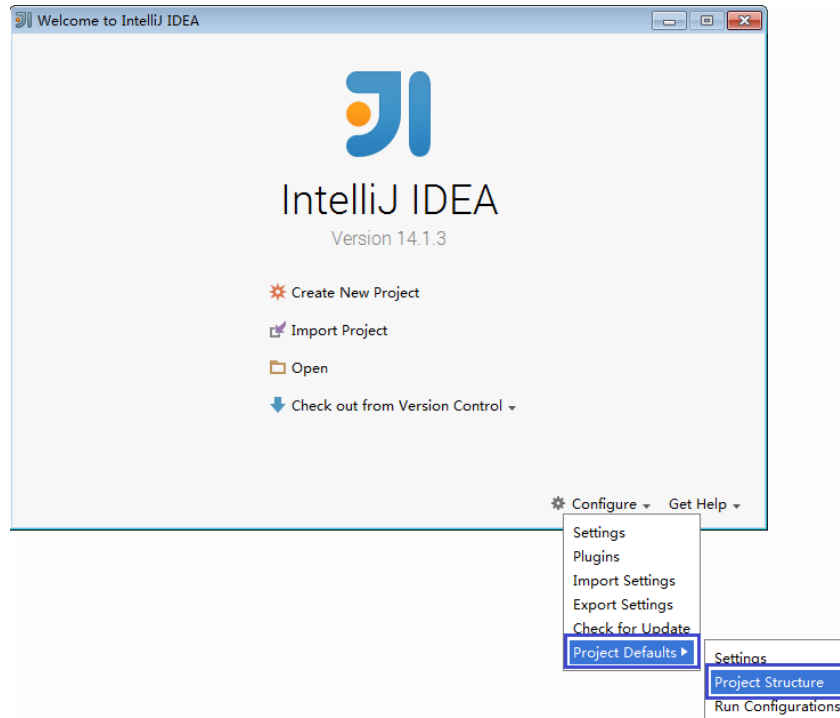 Welcome to IntelliJ IDEA
IntelliJ IDEA
Version 14.1.3
Create New Project
Import Project
Open
Check out from Version Control
Configure Get Help
Settings
Plugins
Import Settings
Export Settings
Check for Update
Project Defaults
Settings
Project Structure
Run Configurations